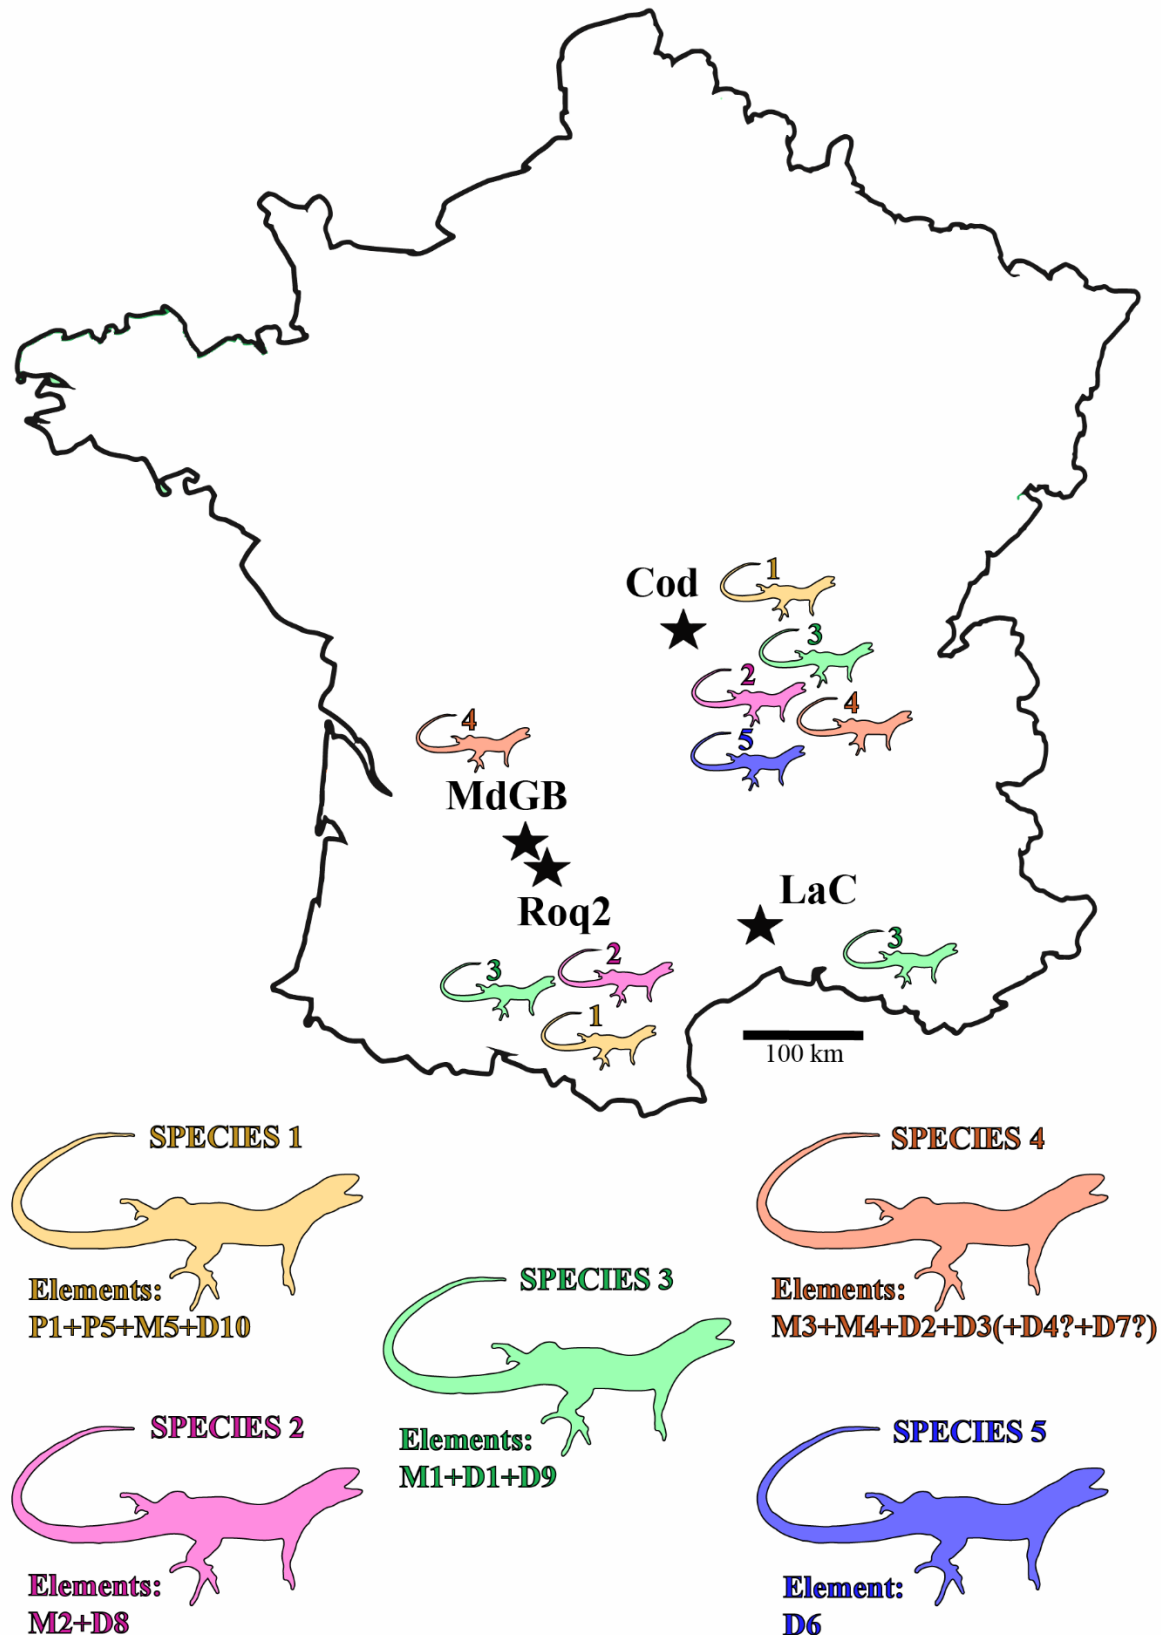 1
Cod
3
2
4
5
4
MdGB
Roq2
LaC
3
2
3
1
100 km
SPECIES 1
Elements:
P1+P5+M5+D10
SPECIES 4
Elements:
M3+M4+D2+D3(+D4?+D7?)
SPECIES 3
Elements:
M1+D1+D9
SPECIES 2
Elements:
M2+D8
SPECIES 5
Element:
D6